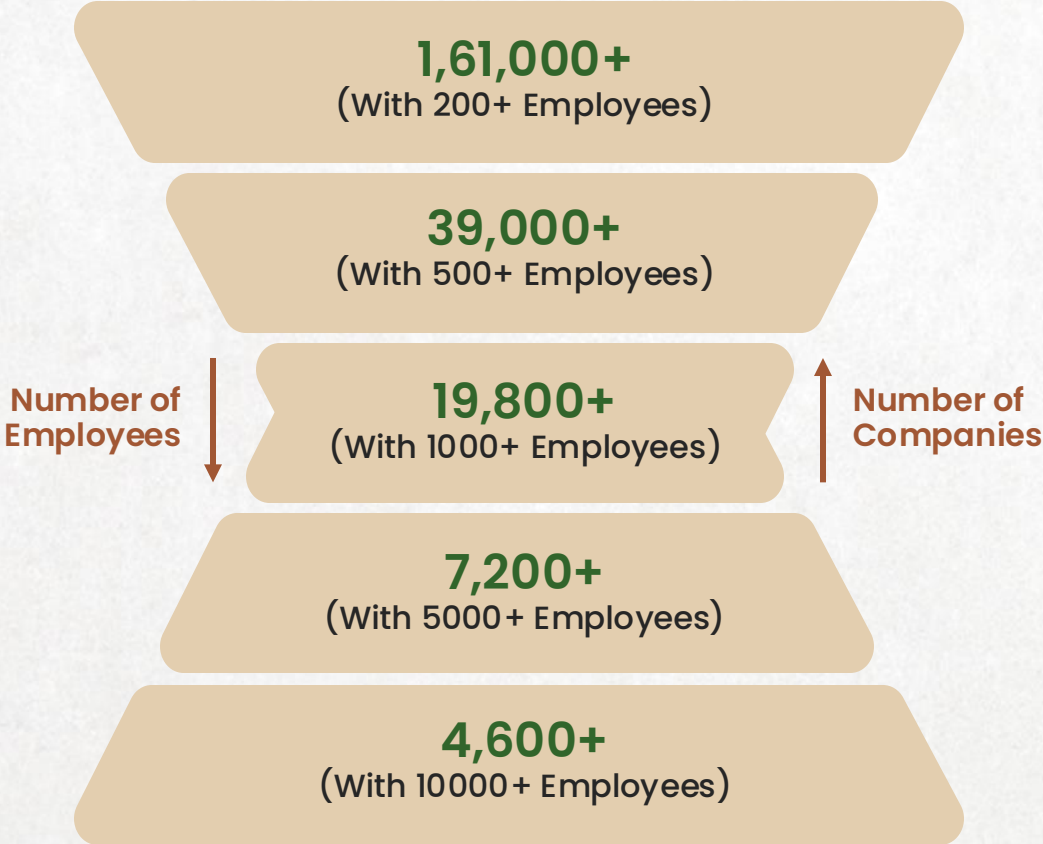 1,61,000+
(With 200+ Employees)
39,000+
(With 500+ Employees)
Number of
Employees
19,800+
(With 1000+ Employees)
Number of
Companies
7,200+
(With 5000+ Employees)
4,600+
(With 10000+ Employees)